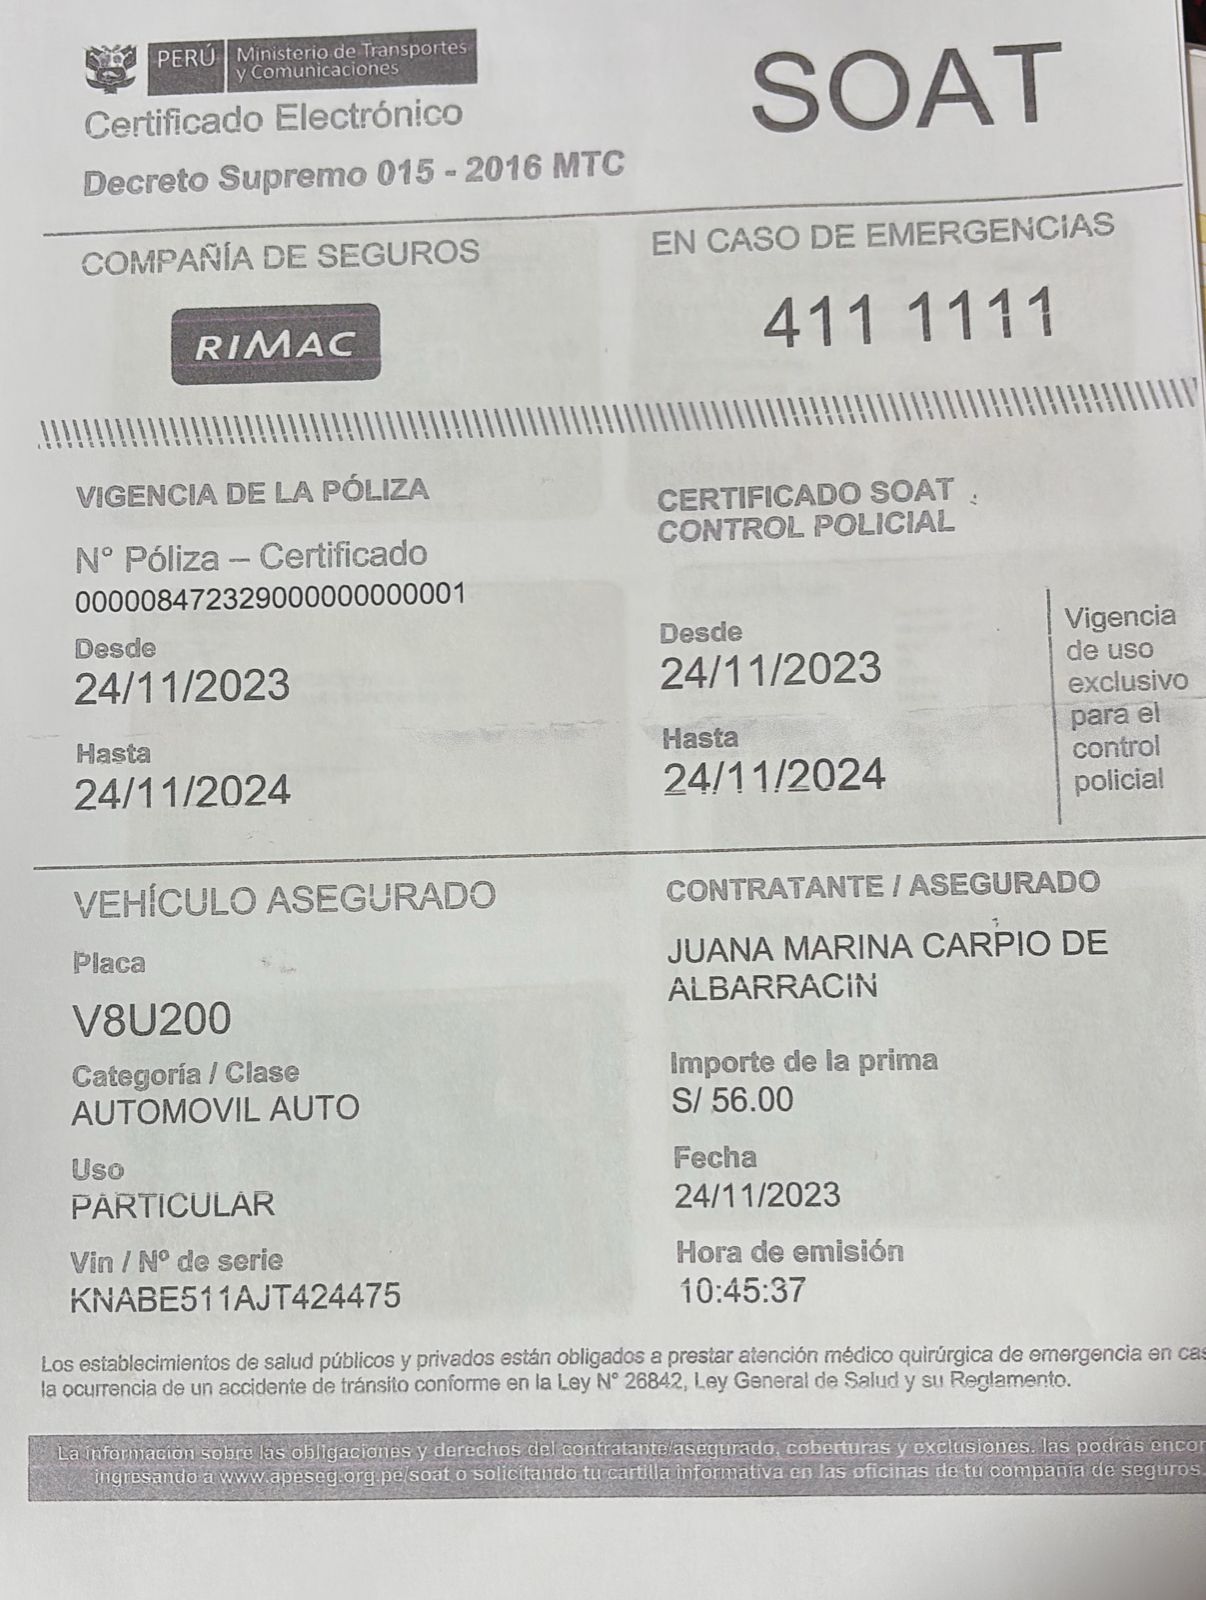 PERÚ
Ministerio de Transportes
y Comunicaciones
SOAT
Certificado Electrónico
Decreto Supremo 015 - 2016 MTC
COMPAÑÍA DE SEGUROS
EN CASO DE EMERGENCIAS
RIMAC
411 1111
VIGENCIA DE LA PÓLIZA
CERTIFICADO SOAT
CONTROL POLICIAL
Nº Póliza – Certificado
000008472329000000000001
Desde
24/11/2023
Hasta
24/11/2024
Desde
24/11/2023
Hasta
24/11/2024
Vigencia
de uso
exclusivo
para el
control
policial
VEHÍCULO ASEGURADO
Placa
V8U200
Categoría / Clase
AUTOMOVIL AUTO
Uso
PARTICULAR
Vin / Nº de serie
KNABE511AJT424475
CONTRATANTE / ASEGURADO
JUANA MARINA CARPIO DE
ALBARRACIN
Importe de la prima
S/ 56.00
Fecha
24/11/2023
Hora de emisión
10:45:37
Los establecimientos de salud públicos y privados están obligados a prestar atención médico quirúrgica de emergencia en cas
la ocurrencia de un accidente de tránsito conforme en la Ley Nº 26842, Ley General de Salud y su Reglamento.
La información sobre las obligaciones y derechos del contratante/asegurado, coberturas y exclusiones, las podrás encor
ingresando a www.apeseg.org.pe/soat o solicitando tu cartilla informativa en las oficinas de tu compañía de seguros.